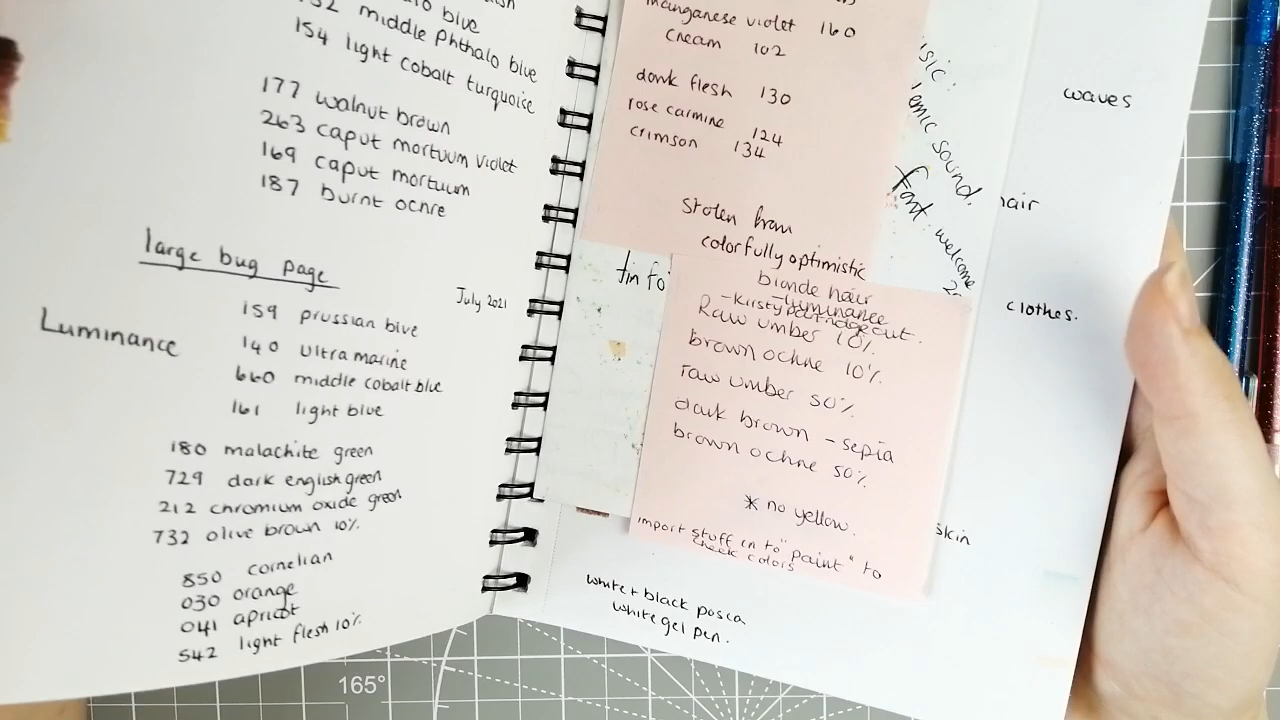 blue
middle Phthalo blue
154 light cobalt turquoise
177 walnut brown
263 caput mortuum violet
169 caput mortuum
187 burnt ochre
large bug page
July 2021
Luminance
159 prussian blue
140 ultramarine
660 middle cobalt blue
161 light blue
180 malachite green
729 dark english green
212 chromium oxide green
732 olive brown 10%
850 cornelian
030 orange
041 apricot
542 light flesh 10%
manganese violet 160
cream 102
dark flesh 130
rose carmine 124
crimson 134
Stolen from
colorfully optimistic
tin fo
blonde hair
luminance
Raw umber 10%
brown ochre 10%
raw umber 50%
dark brown - sepia
brown ochre 50%
* no yellow
import stuff in to "paint" to
cheek colors
white + black posca
white gel pen.
sound.
font. welcome
waves
hair
clothes.
skin
165°